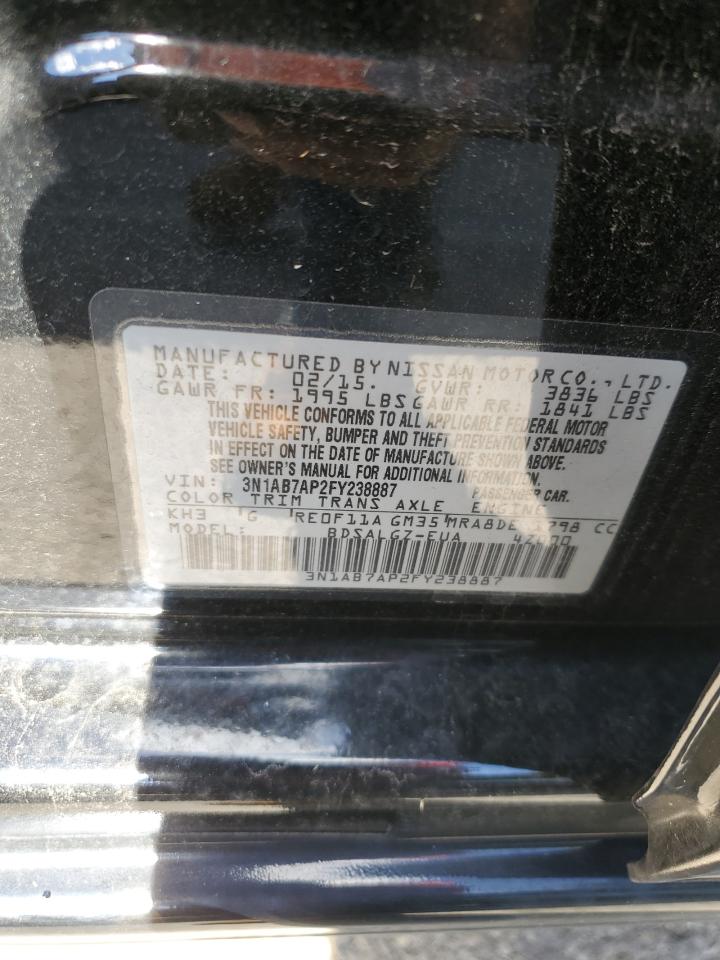 MANUFACTURED BY NISSAN MOTOR CO., LTD.
DATE: 02/15. GVWR: 3836 LBS
GAWR FR: 1995 LBS GAWR RR: 1841 LBS
THIS VEHICLE CONFORMS TO ALL APPLICABLE FEDERAL MOTOR
VEHICLE SAFETY, BUMPER AND THEFT PREVENTION STANDARDS
IN EFFECT ON THE DATE OF MANUFACTURE SHOWN ABOVE.
SEE OWNER'S MANUAL FOR ADDITIONAL INFORMATION.
VIN: 3N1AB7AP2FY238887 PASSENGER CAR.
COLOR TRIM TRANS AXLE ENGINE
KH3 'G 'RE0F11A GM35 'MRA8DE 1798 CC
MODEL: BDSALGZ-EUA
3N1AB7AP2FY238887